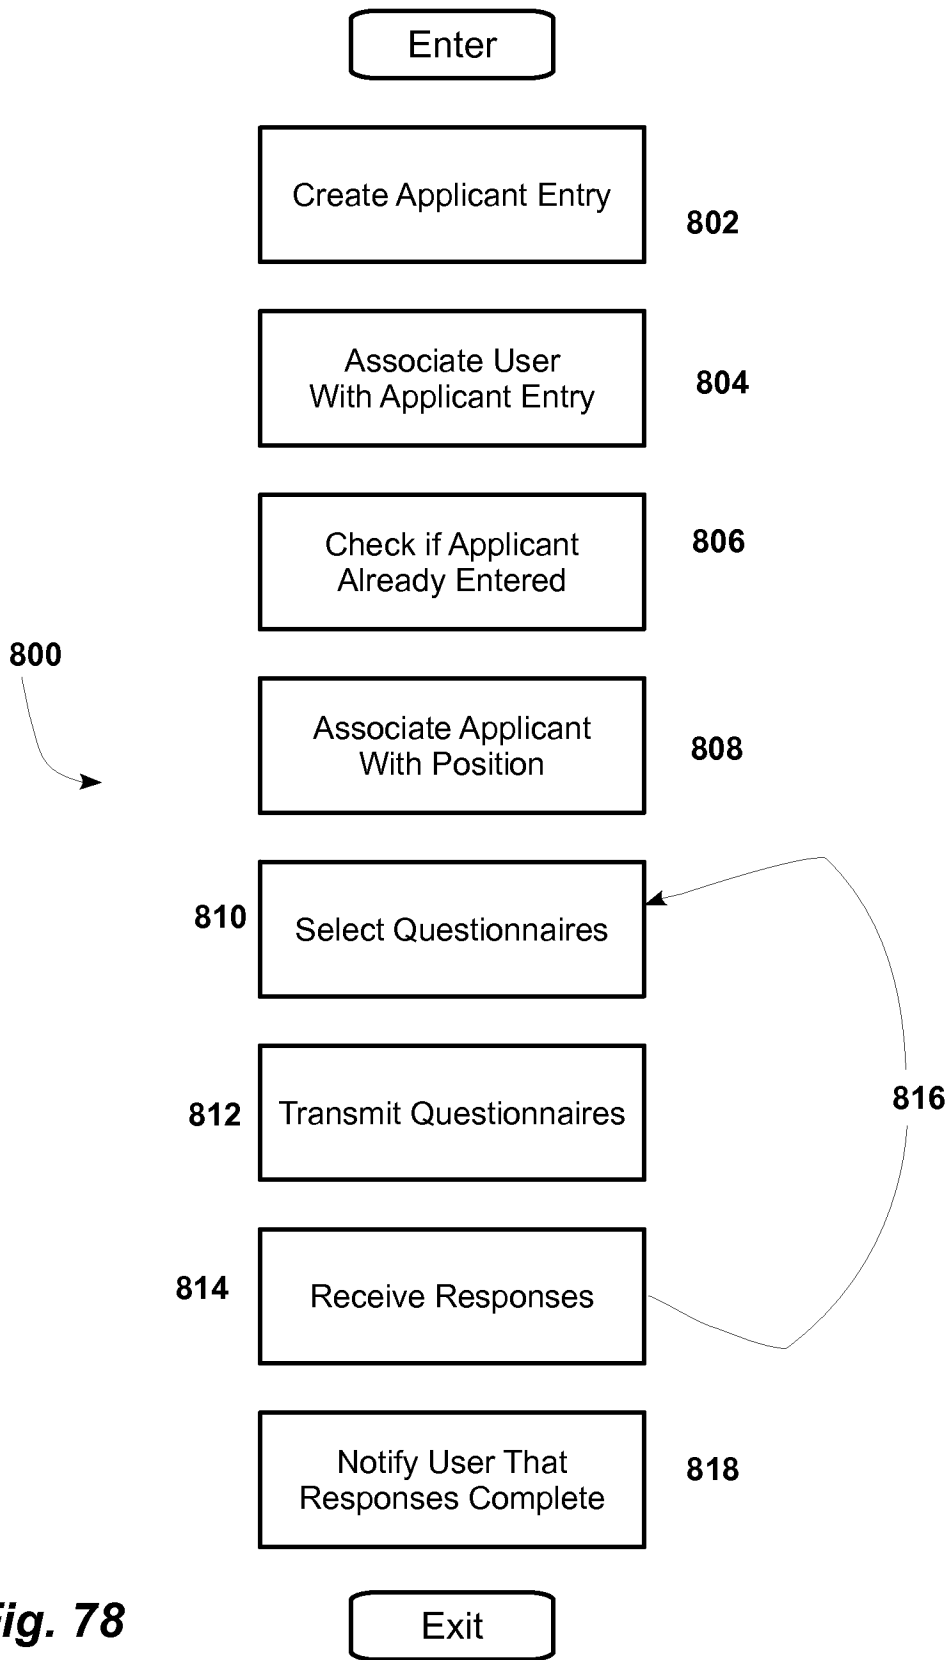 Enter
Create Applicant Entry
802
Associate User
With Applicant Entry
804
Check if Applicant
Already Entered
806
800
Associate Applicant
With Position
808
810
Select Questionnaires
812
Transmit Questionnaires
816
814
Receive Responses
Notify User That
Responses Complete
818
ig. 78
Exit